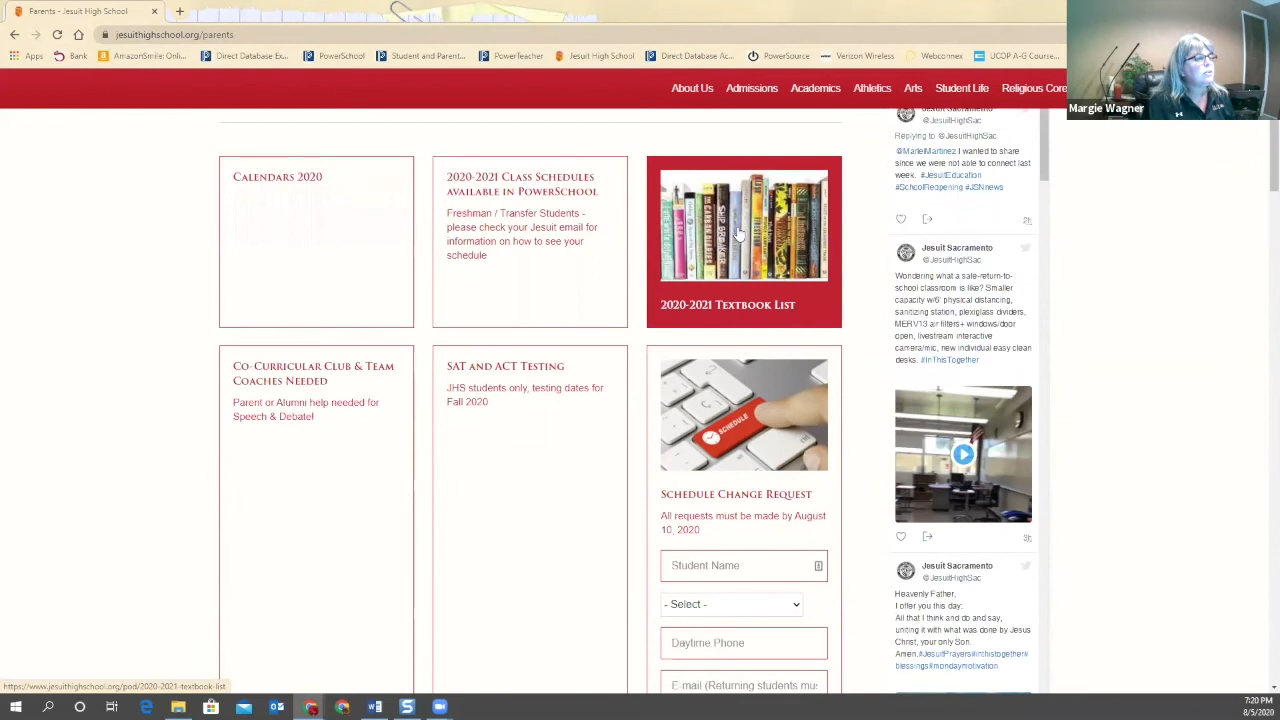 Parents - Jesuit High School
jesuithighschool.org/parents
Apps
Bank
AmazonSmile: Onli...
Direct Database Ex...
PowerSchool
Student and Parent...
PowerTeacher
Jesuit High School
Direct Database Ac...
PowerSource
Verizon Wireless
Webconnex
UCOP A-G Course...
About Us
Admissions
Academics
Athletics
Arts
Student Life
Religious Core
Margie Wagner
Calendars 2020
2020-2021 Class Schedules
available in PowerSchool
Freshman / Transfer Students -
please check your Jesuit email for
information on how to see your
schedule
SHIP BREAKER
2020-2021 Textbook List
Co-Curricular Club & Team
Coaches Needed
Parent or Alumni help needed for
Speech & Debate!
SAT and ACT Testing
JHS students only, testing dates for
Fall 2020
SCHEDULE
Schedule Change Request
All requests must be made by August
10, 2020
Student Name
- Select -
Daytime Phone
E-mail (Returning students mus
Jesuit Sacramento
@JesuitHighSac
Replying to @JesuitHighSac
I wanted to share
since we were not able to connect last
week. #JesuitEducation
#SchoolReopening #JSNnews
2h
Jesuit Sacramento
@JesuitHighSac
Wondering what a safe-return-to-
school classroom is like? Smaller
capacity w/6' physical distancing,
sanitizing station, plexiglass dividers,
MERV13 air filters+ windows/door
open, livestream interactive
camera/mic, new individual easy clean
desks. #InThisTogether
3h
Jesuit Sacramento
@JesuitHighSac
Heavenly Father,
I offer you this day:
All that I think and do and say,
uniting it with what was done by Jesus
Christ, your only Son.
Amen.#JesuitPrayers#inthistogether#
blessings#mondaymotivation
https://www.jesuithighschool.org/pod/2020-2021-textbook-list
7:20 PM
8/5/2020